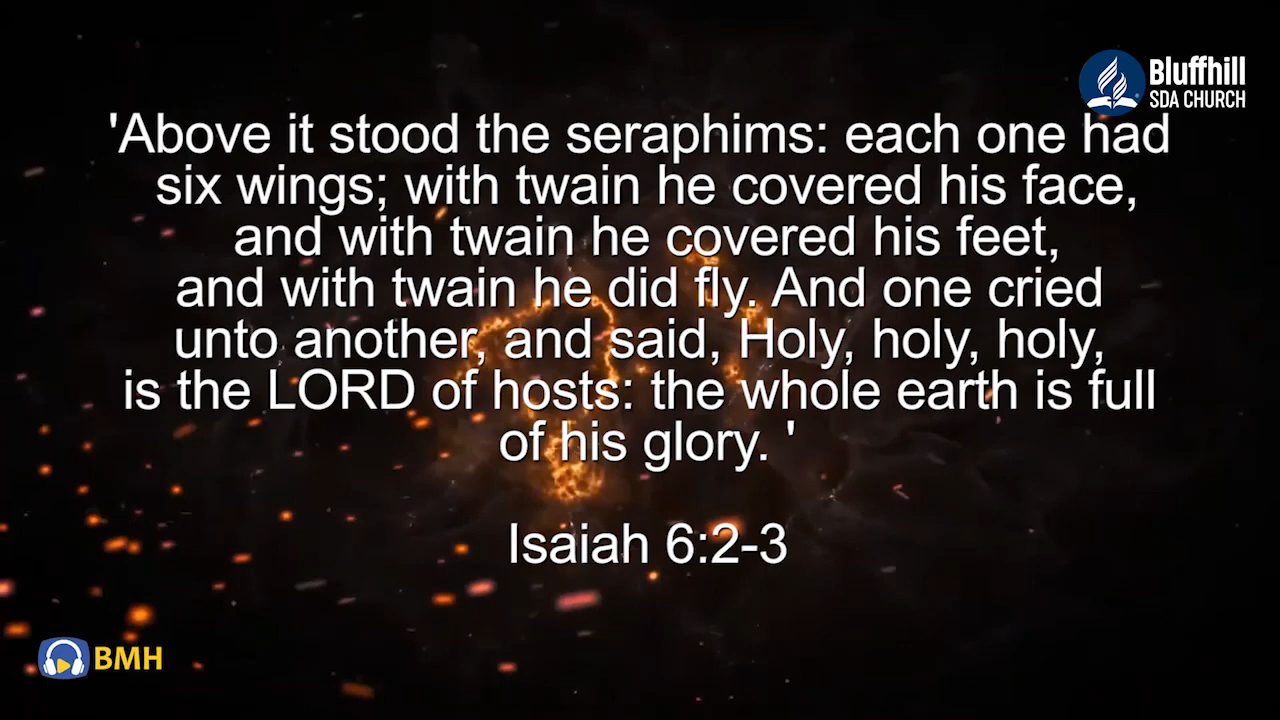 Bluffhill
SDA CHURCH
'Above it stood the seraphims: each one had
six wings; with twain he covered his face,
and with twain he covered his feet,
and with twain he did fly. And one cried
unto another, and said, Holy, holy, holy,
is the LORD of hosts: the whole earth is full
of his glory. '
Isaiah 6:2-3
BMH